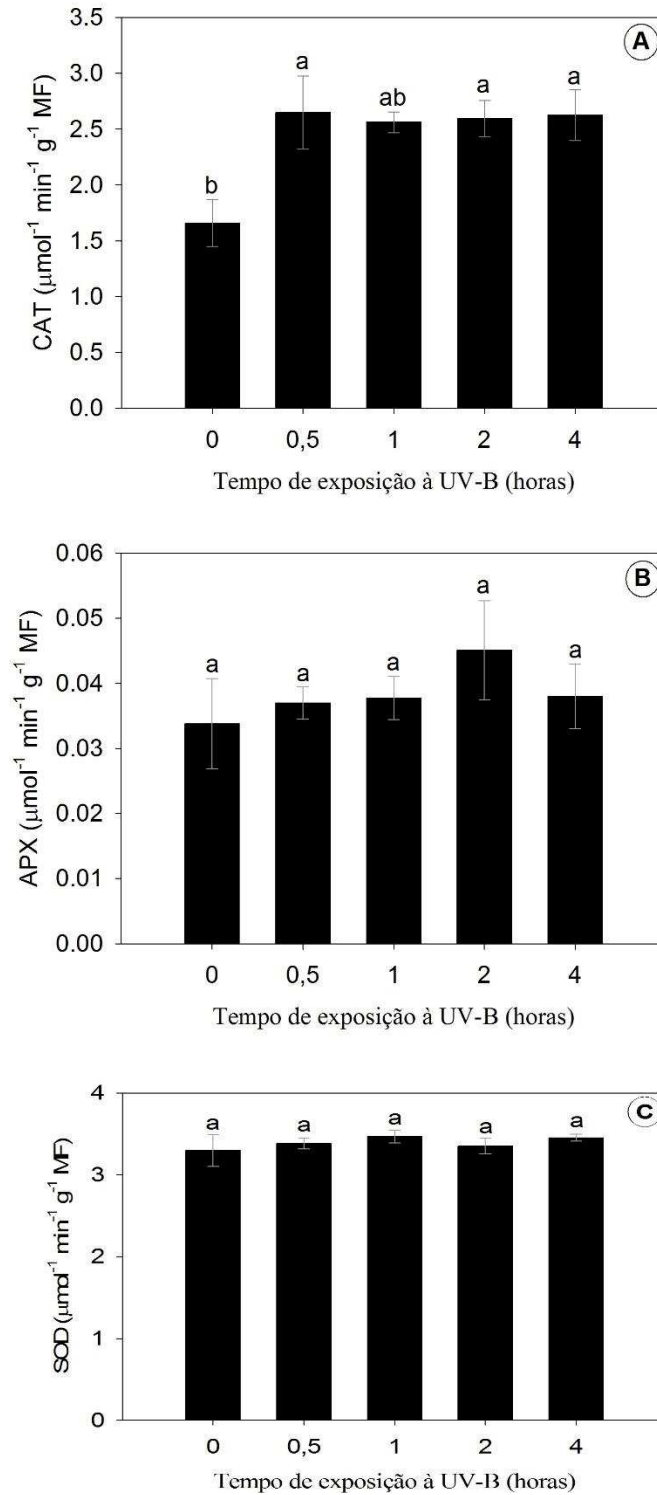 A
CAT (μmol⁻¹ min⁻¹ g⁻¹ MF)
3.5
3.0
2.5
2.0
1.5
1.0
0.5
0.0
b
a
ab
a
a
0 0,5 1 2 4
Tempo de exposição à UV-B (horas)
B
APX (μmol⁻¹ min⁻¹ g⁻¹ MF)
0.06
0.05
0.04
0.03
0.02
0.01
0.00
a
a
a
a
a
0 0,5 1 2 4
Tempo de exposição à UV-B (horas)
C
SOD (μmol⁻¹ min⁻¹ g⁻¹ MF)
4
3
2
1
0
a
a
a
a
a
0 0,5 1 2 4
Tempo de exposição à UV-B (horas)